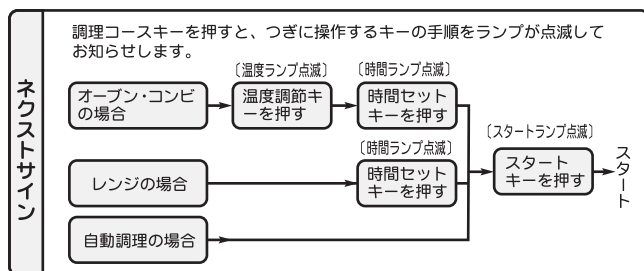 ネクストサイン
調理コースキーを押すと、つぎに操作するキーの手順をランプが点滅して
お知らせします。
〔温度ランプ点滅〕
〔時間ランプ点滅〕
オーブン・コンビ
の場合
温度調節キ
ーを押す
時間セット
キーを押す
〔時間ランプ点滅〕
レンジの場合
時間セット
キーを押す
〔スタートランプ点滅〕
スタート
キーを押す
スタート
自動調理の場合